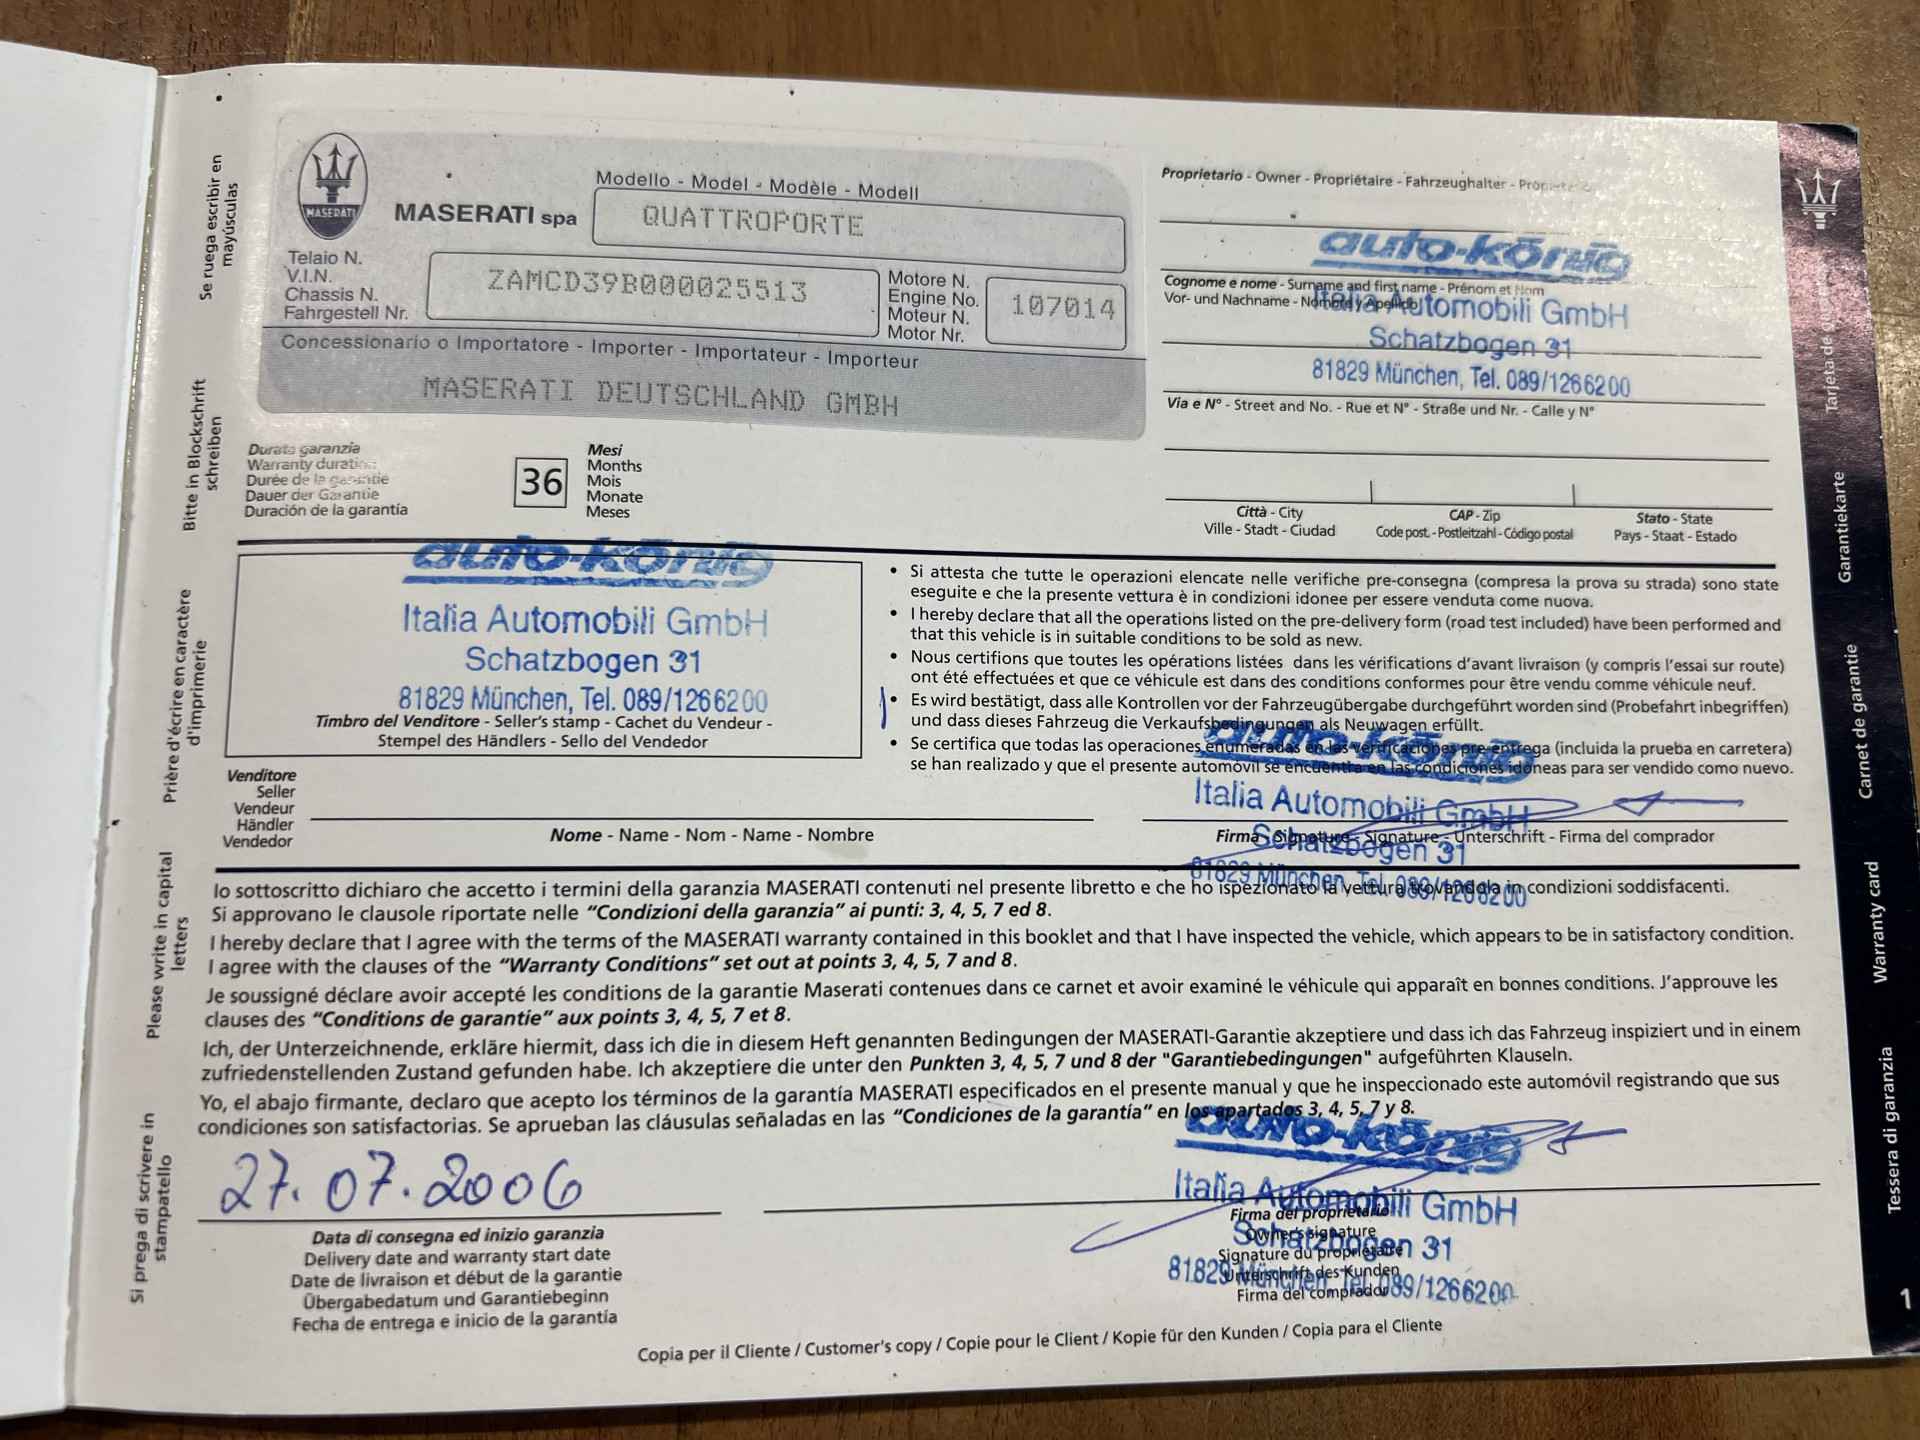 MASERATI
MASERATI spa
Modello - Model - Modèle - Modell
QUATTROPORTE
Telaio N.
V.I.N.
Chassis N.
Fahrgestell Nr.
ZAMCD39B000025513
Motore N.
Engine No.
Moteur N.
Motor Nr.
107014
Concessionario o Importatore - Importer - Importateur - Importeur
MASERATI DEUTSCHLAND GMBH
Durata garanzia
Warranty duration
Durée de la garantie
Dauer der Garantie
Duración de la garantía
36
Mesi
Months
Mois
Monate
Meses
Proprietario - Owner - Propriétaire - Fahrzeughalter - Propietario
auto-könig
Cognome e nome - Surname and first name - Prénom et Nom
Vor- und Nachname - Nombre y Apellido
Italia Automobili GmbH
Schatzbogen 31
81829 München, Tel. 089/1266200
Via e N° - Street and No. - Rue et N° - Straße und Nr. - Calle y N°
Città - City
Ville - Stadt - Ciudad
CAP - Zip
Code post. - Postleitzahl - Código postal
Stato - State
Pays - Staat - Estado
auto-könig
Italia Automobili GmbH
Schatzbogen 31
81829 München, Tel. 089/1266200
Timbro del Venditore - Seller's stamp - Cachet du Vendeur -
Stempel des Händlers - Sello del Vendedor
• Si attesta che tutte le operazioni elencate nelle verifiche pre-consegna (compresa la prova su strada) sono state
eseguite e che la presente vettura è in condizioni idonee per essere venduta come nuova.
• I hereby declare that all the operations listed on the pre-delivery form (road test included) have been performed and
that this vehicle is in suitable conditions to be sold as new.
• Nous certifions que toutes les opérations listées dans les vérifications d'avant livraison (y compris l'essai sur route)
ont été effectuées et que ce véhicule est dans des conditions conformes pour être vendu comme véhicule neuf.
• Es wird bestätigt, dass alle Kontrollen vor der Fahrzeugübergabe durchgeführt worden sind (Probefahrt inbegriffen)
und dass dieses Fahrzeug die Verkaufsbedingungen als Neuwagen erfüllt.
• Se certifica que todas las operaciones enumeradas en las verificaciones pre-entrega (incluida la prueba en carretera)
se han realizado y que el presente automóvil se encuentra en las condiciones idóneas para ser vendido como nuevo.
auto-könig
Italia Automobili GmbH
Schatzbogen 31
81829 München, Tel. 089/1266200
Venditore
Seller
Vendeur
Händler
Vendedor
Nome - Name - Nom - Name - Nombre
Firma - Signature - Signature - Unterschrift - Firma del comprador
Io sottoscritto dichiaro che accetto i termini della garanzia MASERATI contenuti nel presente libretto e che ho ispezionato la vettura trovandola in condizioni soddisfacenti.
Si approvano le clausole riportate nelle “Condizioni della garanzia” ai punti: 3, 4, 5, 7 ed 8.
I hereby declare that I agree with the terms of the MASERATI warranty contained in this booklet and that I have inspected the vehicle, which appears to be in satisfactory condition.
I agree with the clauses of the “Warranty Conditions” set out at points 3, 4, 5, 7 and 8.
Je soussigné déclare avoir accepté les conditions de la garantie Maserati contenues dans ce carnet et avoir examiné le véhicule qui apparaît en bonnes conditions. J'approuve les
clauses des “Conditions de garantie” aux points 3, 4, 5, 7 et 8.
Ich, der Unterzeichnende, erkläre hiermit, dass ich die in diesem Heft genannten Bedingungen der MASERATI-Garantie akzeptiere und dass ich das Fahrzeug inspiziert und in einem
zufriedenstellenden Zustand gefunden habe. Ich akzeptiere die unter den Punkten 3, 4, 5, 7 und 8 der "Garantiebedingungen" aufgeführten Klauseln.
Yo, el abajo firmante, declaro que acepto los términos de la garantía MASERATI especificados en el presente manual y que he inspeccionado este automóvil registrando que sus
condiciones son satisfactorias. Se aprueban las cláusulas señaladas en las “Condiciones de la garantía” en los apartados 3, 4, 5, 7 y 8.
27.07.2006
Data di consegna ed inizio garanzia
Delivery date and warranty start date
Date de livraison et début de la garantie
Übergabedatum und Garantiebeginn
Fecha de entrega e inicio de la garantía
auto-könig
Italia Automobili GmbH
Schatzbogen 31
81829 München, Tel. 089/1266200
Firma del proprietario
Owner's signature
Signature du propriétaire
Unterschrift des Kunden
Firma del comprador
Copia per il Cliente / Customer's copy / Copie pour le Client / Kopie für den Kunden / Copia para el Cliente
Se ruega escribir en
mayúsculas
Bitte in Blockschrift
schreiben
Prière d'écrire en caractère
d'imprimerie
Please write in capital
letters
Si prega di scrivere in
stampatello
Tarjeta de
Garantiekarte
Carnet de garantie
Warranty card
Tessera di garanzia
1